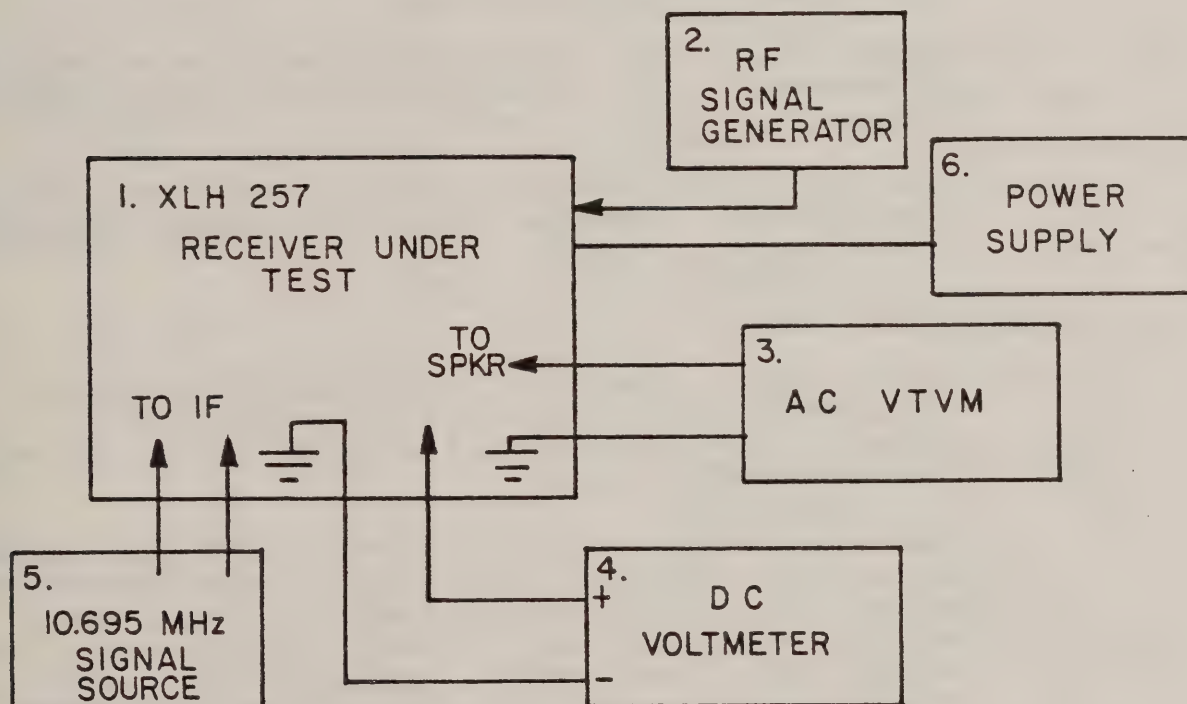 2. RF
SIGNAL
GENERATOR
1. XLH 257
RECEIVER UNDER
TEST
6.
POWER
SUPPLY
TO
SPKR
3.
AC VTVM
TO IF
5.
10.695 MHz
SIGNAL
SOURCE
4.
+ DC
VOLTMETER
-